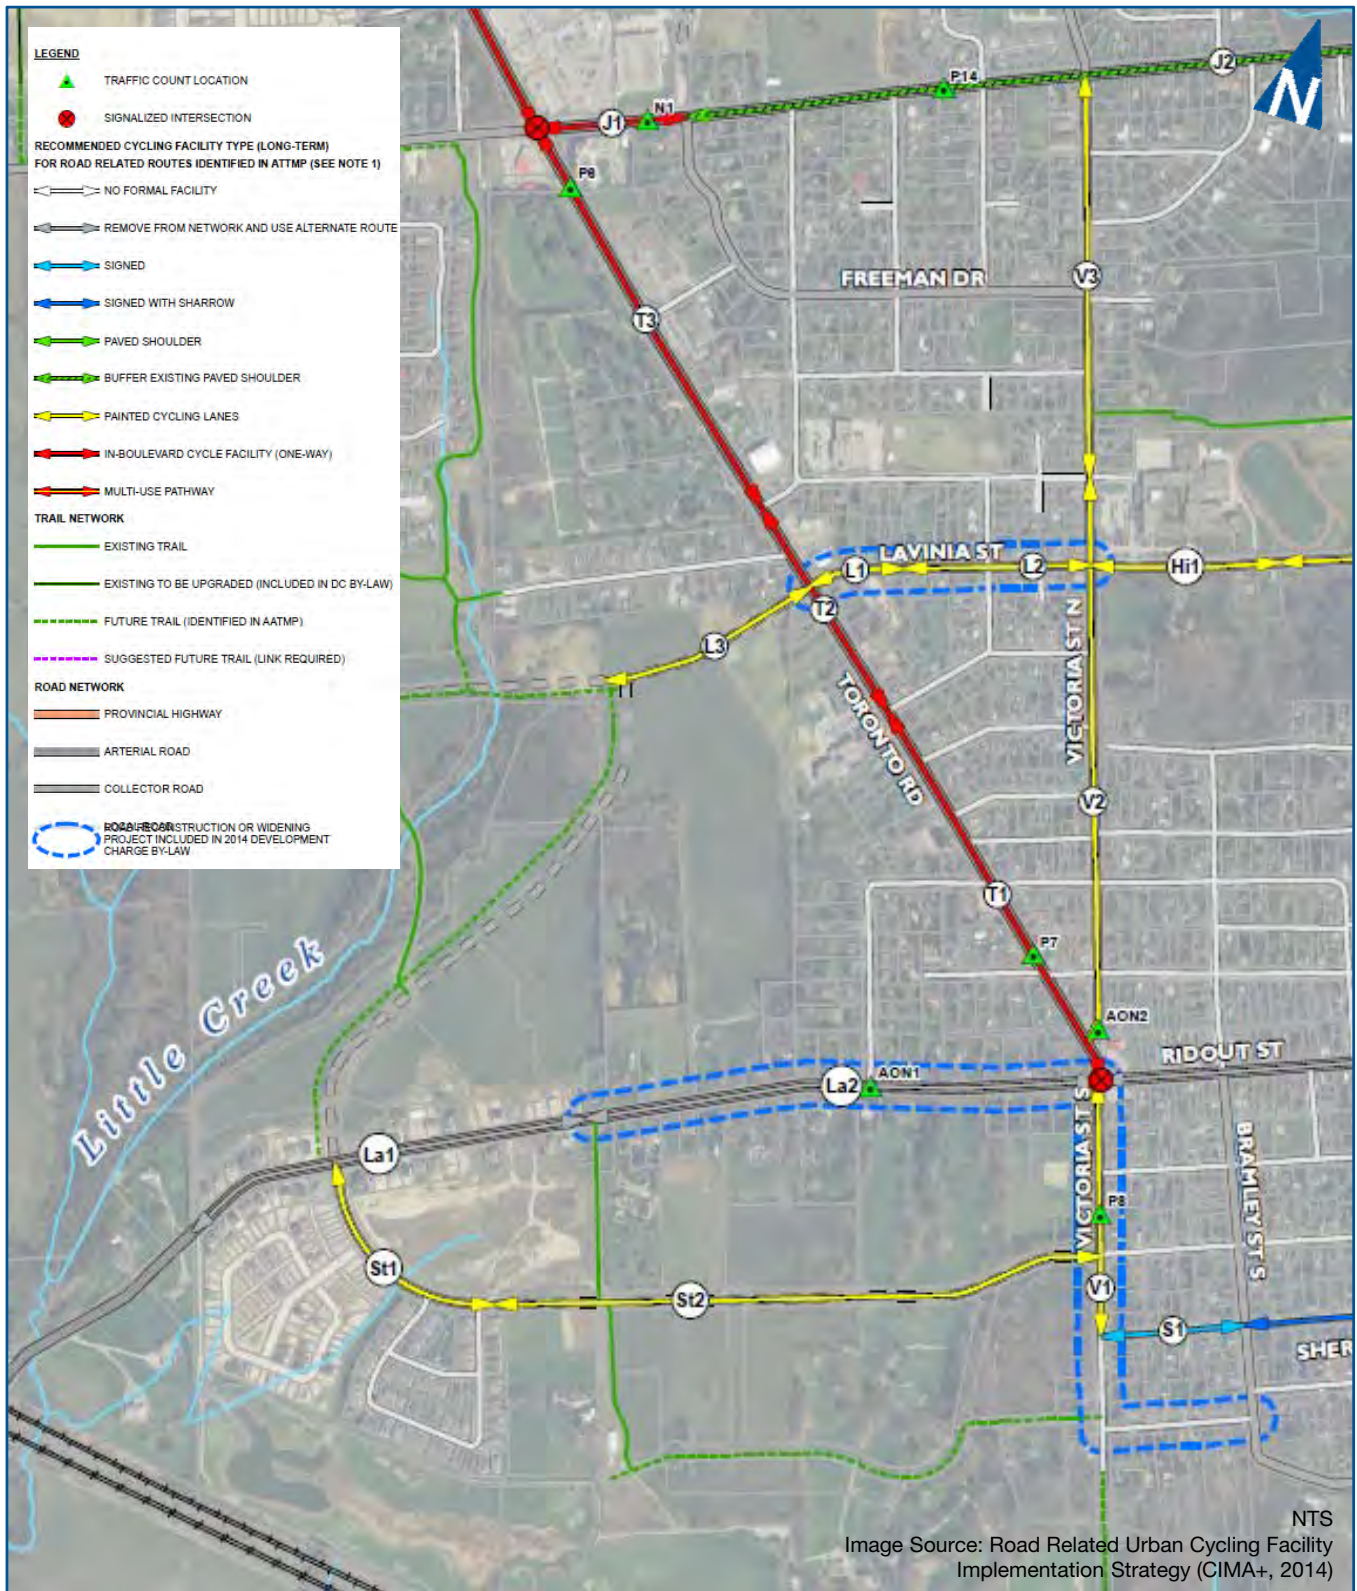 LEGEND
TRAFFIC COUNT LOCATION
SIGNALIZED INTERSECTION
RECOMMENDED CYCLING FACILITY TYPE (LONG-TERM)
FOR ROAD RELATED ROUTES IDENTIFIED IN ATTMP (SEE NOTE 1)
NO FORMAL FACILITY
REMOVE FROM NETWORK AND USE ALTERNATE ROUTE
SIGNED
SIGNED WITH SHARROW
PAVED SHOULDER
BUFFER EXISTING PAVED SHOULDER
PAINTED CYCLING LANES
IN-BOULEVARD CYCLE FACILITY (ONE-WAY)
MULTI-USE PATHWAY
TRAIL NETWORK
EXISTING TRAIL
EXISTING TO BE UPGRADED (INCLUDED IN DC BY-LAW)
FUTURE TRAIL (IDENTIFIED IN AATMP)
SUGGESTED FUTURE TRAIL (LINK REQUIRED)
ROAD NETWORK
PROVINCIAL HIGHWAY
ARTERIAL ROAD
COLLECTOR ROAD
LOCAL ROAD
ROAD RECONSTRUCTION OR WIDENING
PROJECT INCLUDED IN 2014 DEVELOPMENT
CHARGE BY-LAW
N
J2
P14
N1
J1
P6
T3
FREEMAN DR
V3
LAVINIA ST
L1
L2
Hi1
T2
L3
TORONTO RD
VICTORIA ST N
V2
T1
P7
AON2
RIDOUT ST
AON1
La2
La1
Little Creek
VICTORIA ST S
BRAMLEY ST S
P8
St1
St2
V1
S1
SHER
NTS
Image Source: Road Related Urban Cycling Facility
Implementation Strategy (CIMA+, 2014)